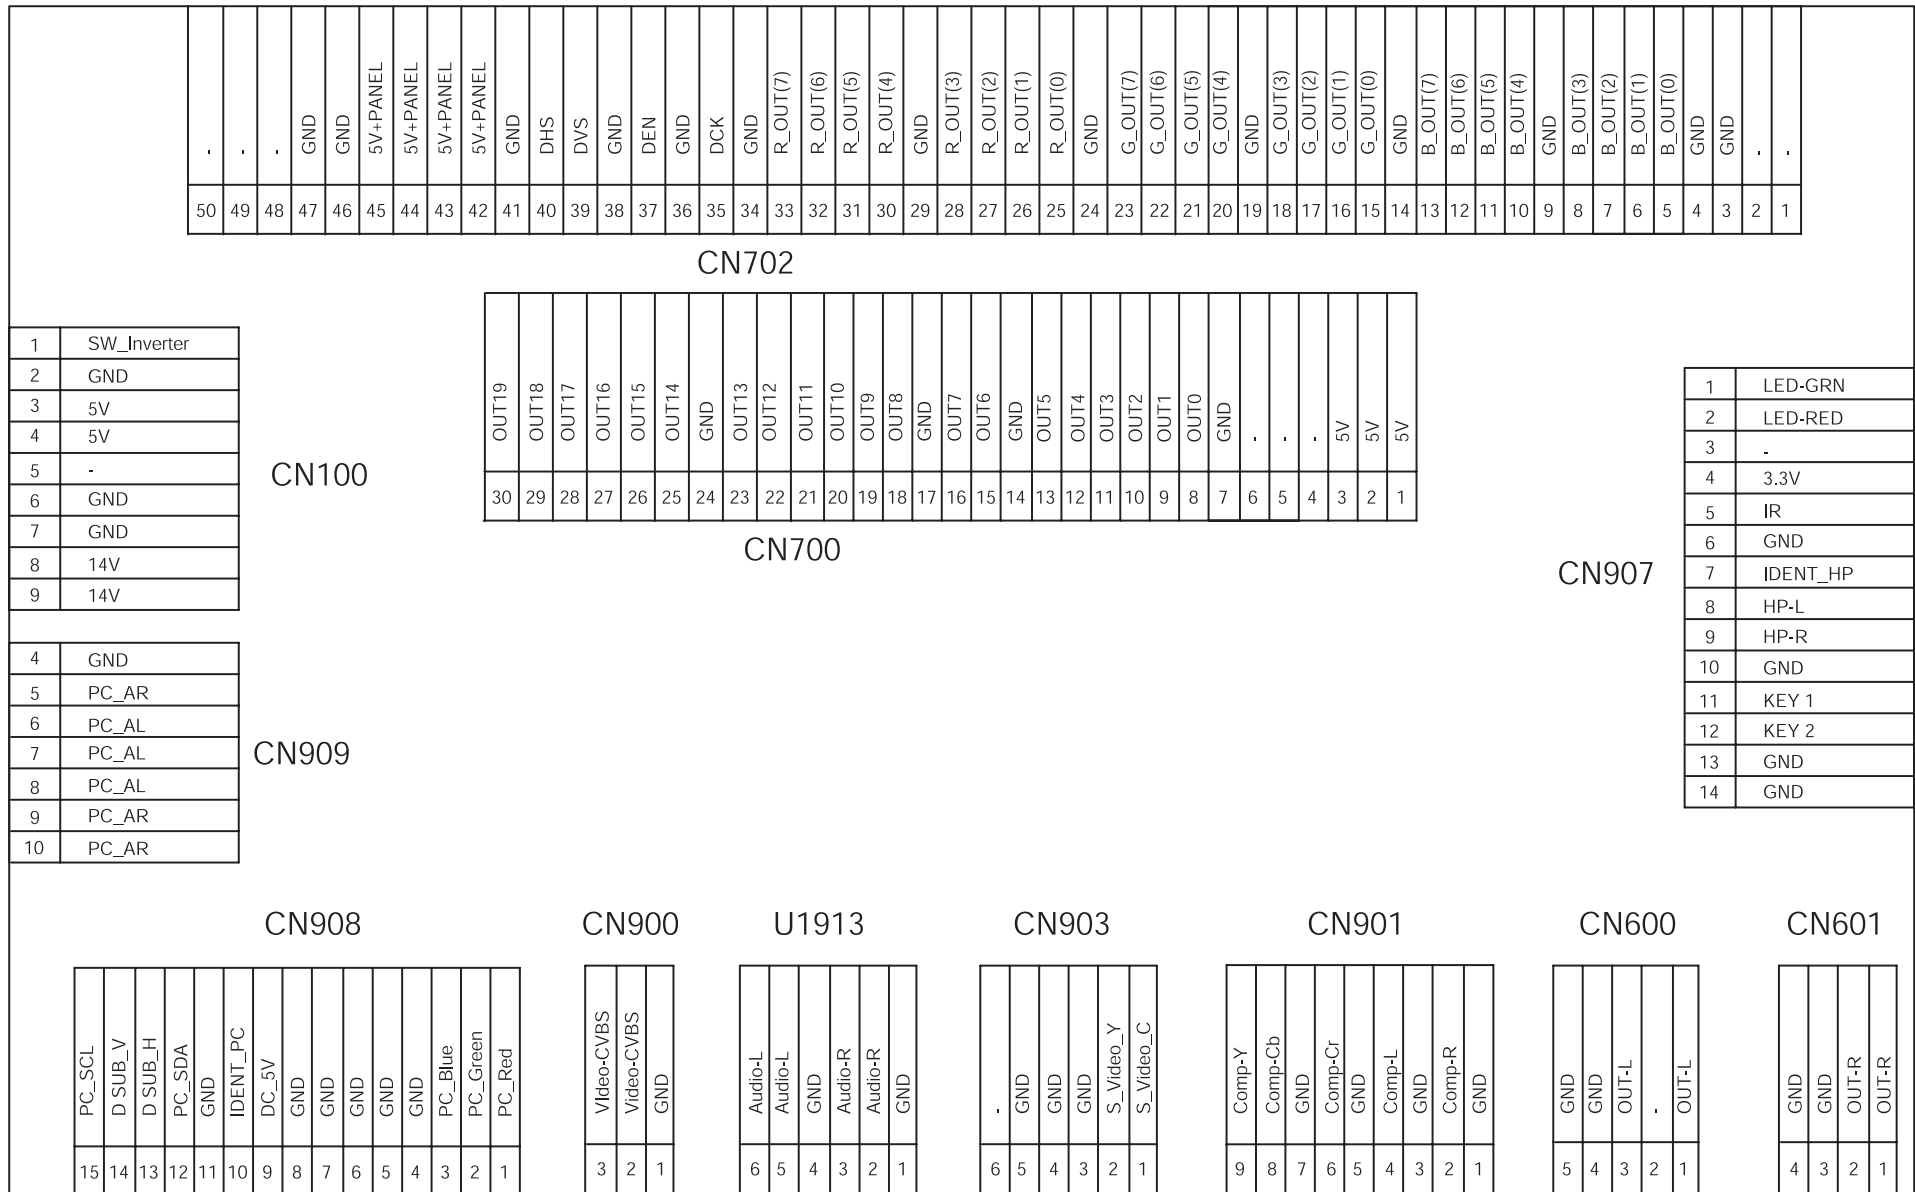 - - - GND GND 5V+PANEL 5V+PANEL 5V+PANEL 5V+PANEL GND DHS DVS GND DEN GND DCK GND R_OUT(7) R_OUT(6) R_OUT(5) R_OUT(4) GND R_OUT(3) R_OUT(2) R_OUT(1) R_OUT(0) GND G_OUT(7) G_OUT(6) G_OUT(5) G_OUT(4) GND G_OUT(3) G_OUT(2) G_OUT(1) G_OUT(0) GND B_OUT(7) B_OUT(6) B_OUT(5) B_OUT(4) GND B_OUT(3) B_OUT(2) B_OUT(1) B_OUT(0) GND GND - -
50 49 48 47 46 45 44 43 42 41 40 39 38 37 36 35 34 33 32 31 30 29 28 27 26 25 24 23 22 21 20 19 18 17 16 15 14 13 12 11 10 9 8 7 6 5 4 3 2 1
CN702
OUT19 OUT18 OUT17 OUT16 OUT15 OUT14 GND OUT13 OUT12 OUT11 OUT10 OUT9 OUT8 GND OUT7 OUT6 GND OUT5 OUT4 OUT3 OUT2 OUT1 OUT0 GND - - - 5V 5V 5V
30 29 28 27 26 25 24 23 22 21 20 19 18 17 16 15 14 13 12 11 10 9 8 7 6 5 4 3 2 1
CN700
1 SW_Inverter
2 GND
3 5V
4 5V
5 -
6 GND
7 GND
8 14V
9 14V
CN100
4 GND
5 PC_AR
6 PC_AL
7 PC_AL
8 PC_AL
9 PC_AR
10 PC_AR
CN909
CN907
1 LED-GRN
2 LED-RED
3 -
4 3.3V
5 IR
6 GND
7 IDENT_HP
8 HP-L
9 HP-R
10 GND
11 KEY 1
12 KEY 2
13 GND
14 GND
CN908
PC_SCL D SUB_V D SUB_H PC_SDA GND IDENT_PC DC_5V GND GND GND GND GND PC_Blue PC_Green PC_Red
15 14 13 12 11 10 9 8 7 6 5 4 3 2 1
CN900
VIdeo-CVBS Video-CVBS GND
3 2 1
U1913
Audio-L Audio-L GND Audio-R Audio-R GND
6 5 4 3 2 1
CN903
- GND GND GND S_Video_Y S_Video_C
6 5 4 3 2 1
CN901
Comp-Y Comp-Cb GND Comp-Cr GND Comp-L GND Comp-R GND
9 8 7 6 5 4 3 2 1
CN600
GND GND OUT-L - OUT-L
5 4 3 2 1
CN601
GND GND OUT-R OUT-R
4 3 2 1